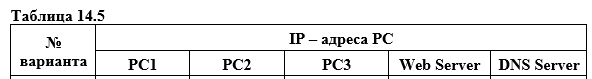 Таблица 14.5
№ варианта
IP – адреса PC
PC1 PC2 PC3 Web Server DNS Server